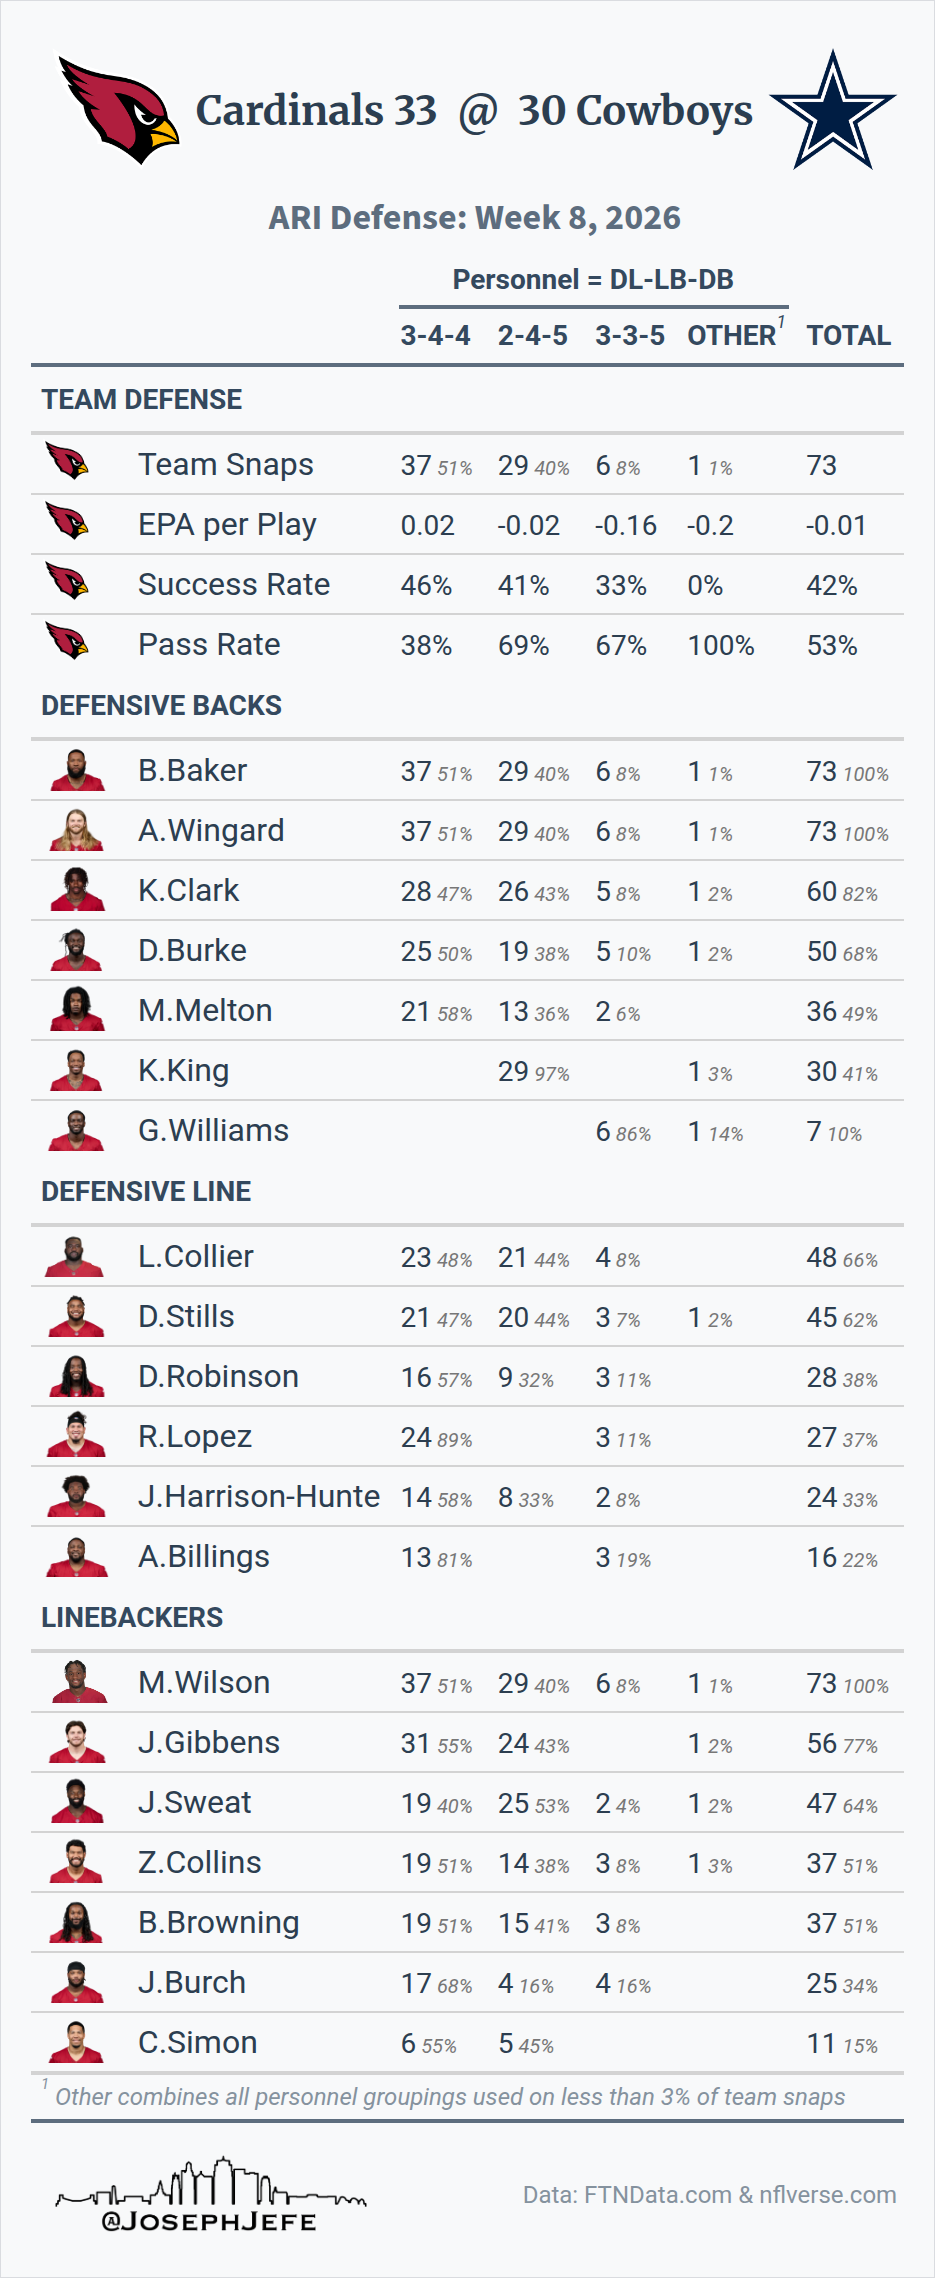 Cardinals 33 @ 30 Cowboys
ARI Defense: Week 8, 2026
Personnel = DL-LB-DB
3-4-4 2-4-5 3-3-5 OTHER¹ TOTAL
TEAM DEFENSE
Team Snaps 37 51% 29 40% 6 8% 1 1% 73
EPA per Play 0.02 -0.02 -0.16 -0.2 -0.01
Success Rate 46% 41% 33% 0% 42%
Pass Rate 38% 69% 67% 100% 53%
DEFENSIVE BACKS
B.Baker 37 51% 29 40% 6 8% 1 1% 73 100%
A.Wingard 37 51% 29 40% 6 8% 1 1% 73 100%
K.Clark 28 47% 26 43% 5 8% 1 2% 60 82%
D.Burke 25 50% 19 38% 5 10% 1 2% 50 68%
M.Melton 21 58% 13 36% 2 6% 36 49%
K.King 29 97% 1 3% 30 41%
G.Williams 6 86% 1 14% 7 10%
DEFENSIVE LINE
L.Collier 23 48% 21 44% 4 8% 48 66%
D.Stills 21 47% 20 44% 3 7% 1 2% 45 62%
D.Robinson 16 57% 9 32% 3 11% 28 38%
R.Lopez 24 89% 3 11% 27 37%
J.Harrison-Hunte 14 58% 8 33% 2 8% 24 33%
A.Billings 13 81% 3 19% 16 22%
LINEBACKERS
M.Wilson 37 51% 29 40% 6 8% 1 1% 73 100%
J.Gibbens 31 55% 24 43% 1 2% 56 77%
J.Sweat 19 40% 25 53% 2 4% 1 2% 47 64%
Z.Collins 19 51% 14 38% 3 8% 1 3% 37 51%
B.Browning 19 51% 15 41% 3 8% 37 51%
J.Burch 17 68% 4 16% 4 16% 25 34%
C.Simon 6 55% 5 45% 11 15%
¹ Other combines all personnel groupings used on less than 3% of team snaps
@JosephJefe
Data: FTNData.com & nflverse.com